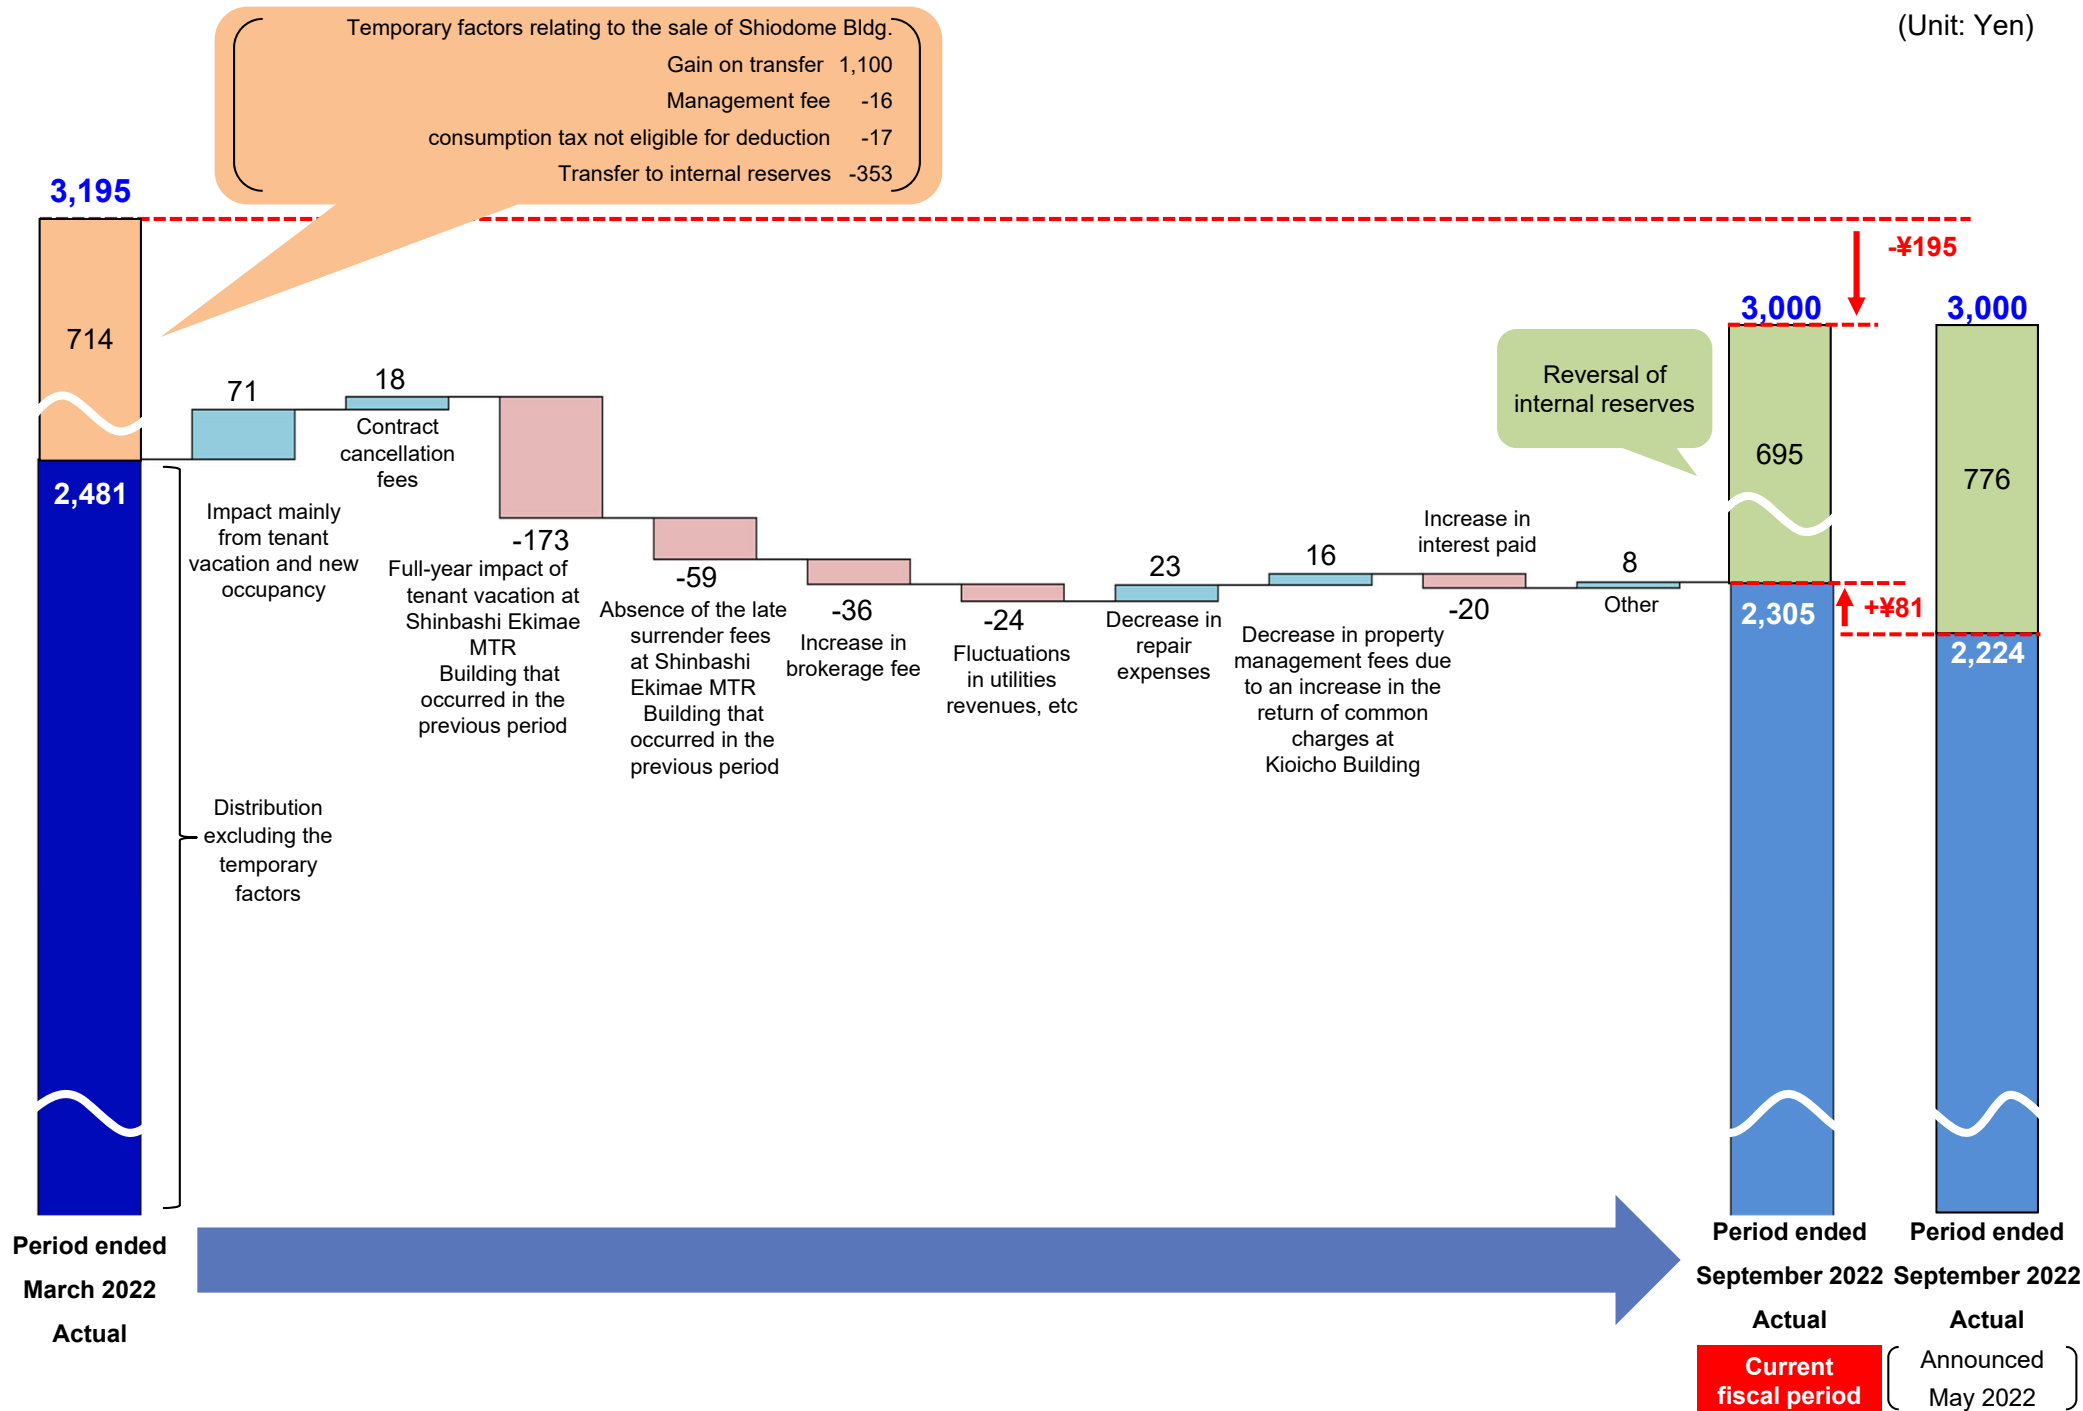 (Unit: Yen)
Temporary factors relating to the sale of Shiodome Bldg.
Gain on transfer 1,100
Management fee -16
consumption tax not eligible for deduction -17
Transfer to internal reserves -353
3,195
714
2,481
71
Impact mainly
from tenant
vacation and new
occupancy
18
Contract
cancellation
fees
-173
Full-year impact of
tenant vacation at
Shinbashi Ekimae
MTR
Building that
occurred in the
previous period
-59
Absence of the late
surrender fees
at Shinbashi
Ekimae MTR
Building that
occurred in the
previous period
-36
Increase in
brokerage fee
-24
Fluctuations
in utilities
revenues, etc
23
Decrease in
repair
expenses
16
Decrease in property
management fees due
to an increase in the
return of common
charges at
Kioicho Building
Increase in
interest paid
-20
8
Other
Reversal of
internal reserves
-¥195
3,000
695
2,305
+¥81
3,000
776
2,224
Distribution
excluding the
temporary
factors
Period ended
March 2022
Actual
Period ended
September 2022
Actual
Current
fiscal period
Period ended
September 2022
Actual
Announced
May 2022